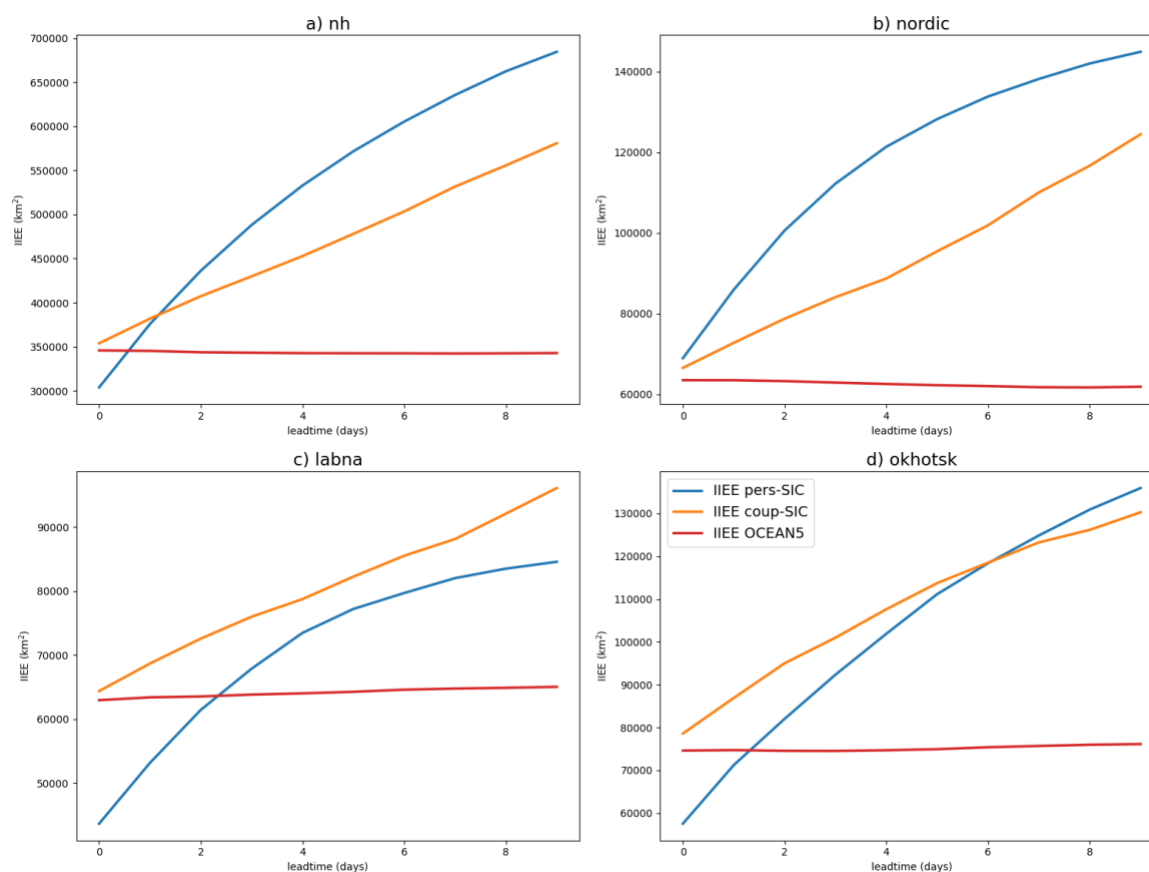 a) nh
700000
650000
600000
550000
500000
450000
400000
350000
300000
IIEE (km²)
0 2 4 6 8
leadtime (days)
b) nordic
140000
120000
100000
80000
60000
IIEE (km²)
0 2 4 6 8
leadtime (days)
c) labna
90000
80000
70000
60000
50000
IIEE (km²)
0 2 4 6 8
leadtime (days)
d) okhotsk
IIEE pers-SIC
IIEE coup-SIC
IIEE OCEAN5
130000
120000
110000
100000
90000
80000
70000
60000
IIEE (km²)
0 2 4 6 8
leadtime (days)